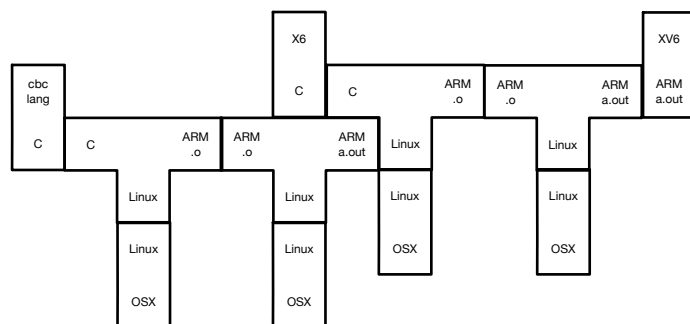 X6
XV6
cbc
lang
C
C
ARM
.o
ARM
.o
ARM
a.out
ARM
a.out
C
C
ARM
.o
ARM
.o
ARM
a.out
Linux
Linux
Linux
Linux
Linux
Linux
Linux
Linux
OSX
OSX
OSX
OSX